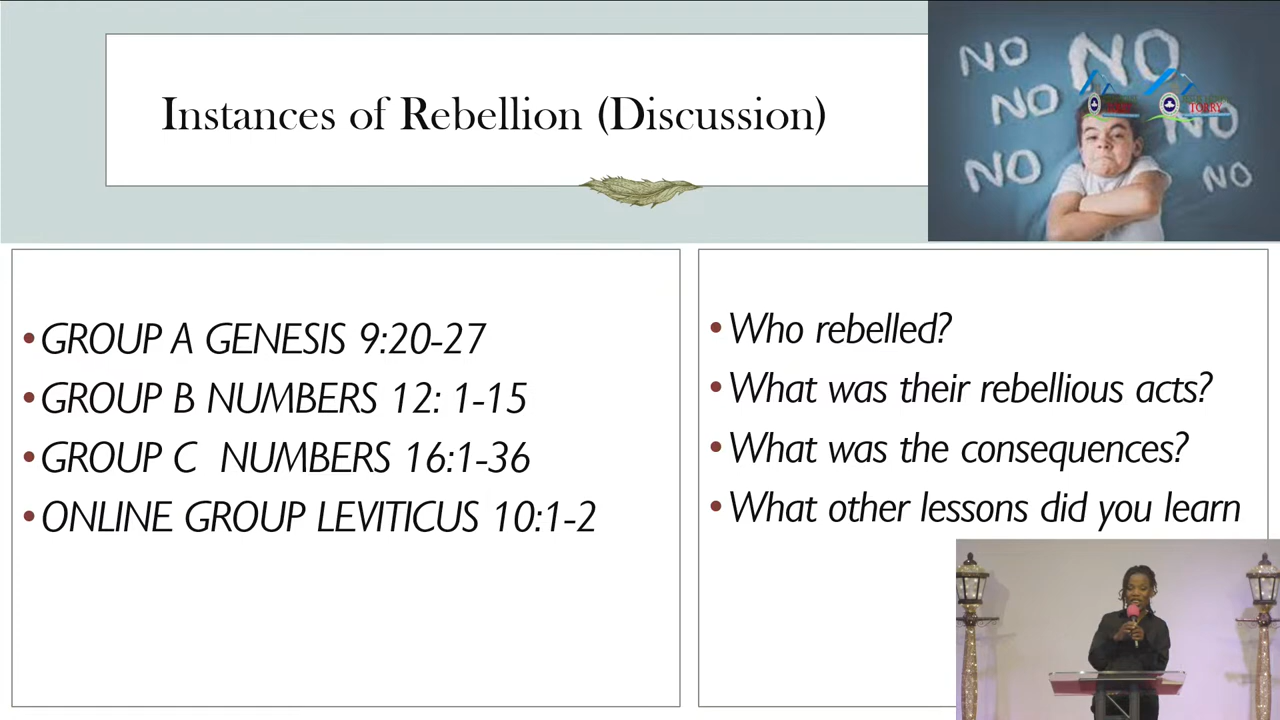 Instances of Rebellion (Discussion)
NO NO
NO NO
NO NO
TORRY
•GROUP A GENESIS 9:20-27
•GROUP B NUMBERS 12: 1-15
•GROUP C NUMBERS 16:1-36
•ONLINE GROUP LEVITICUS 10:1-2
•Who rebelled?
•What was their rebellious acts?
•What was the consequences?
•What other lessons did you learn